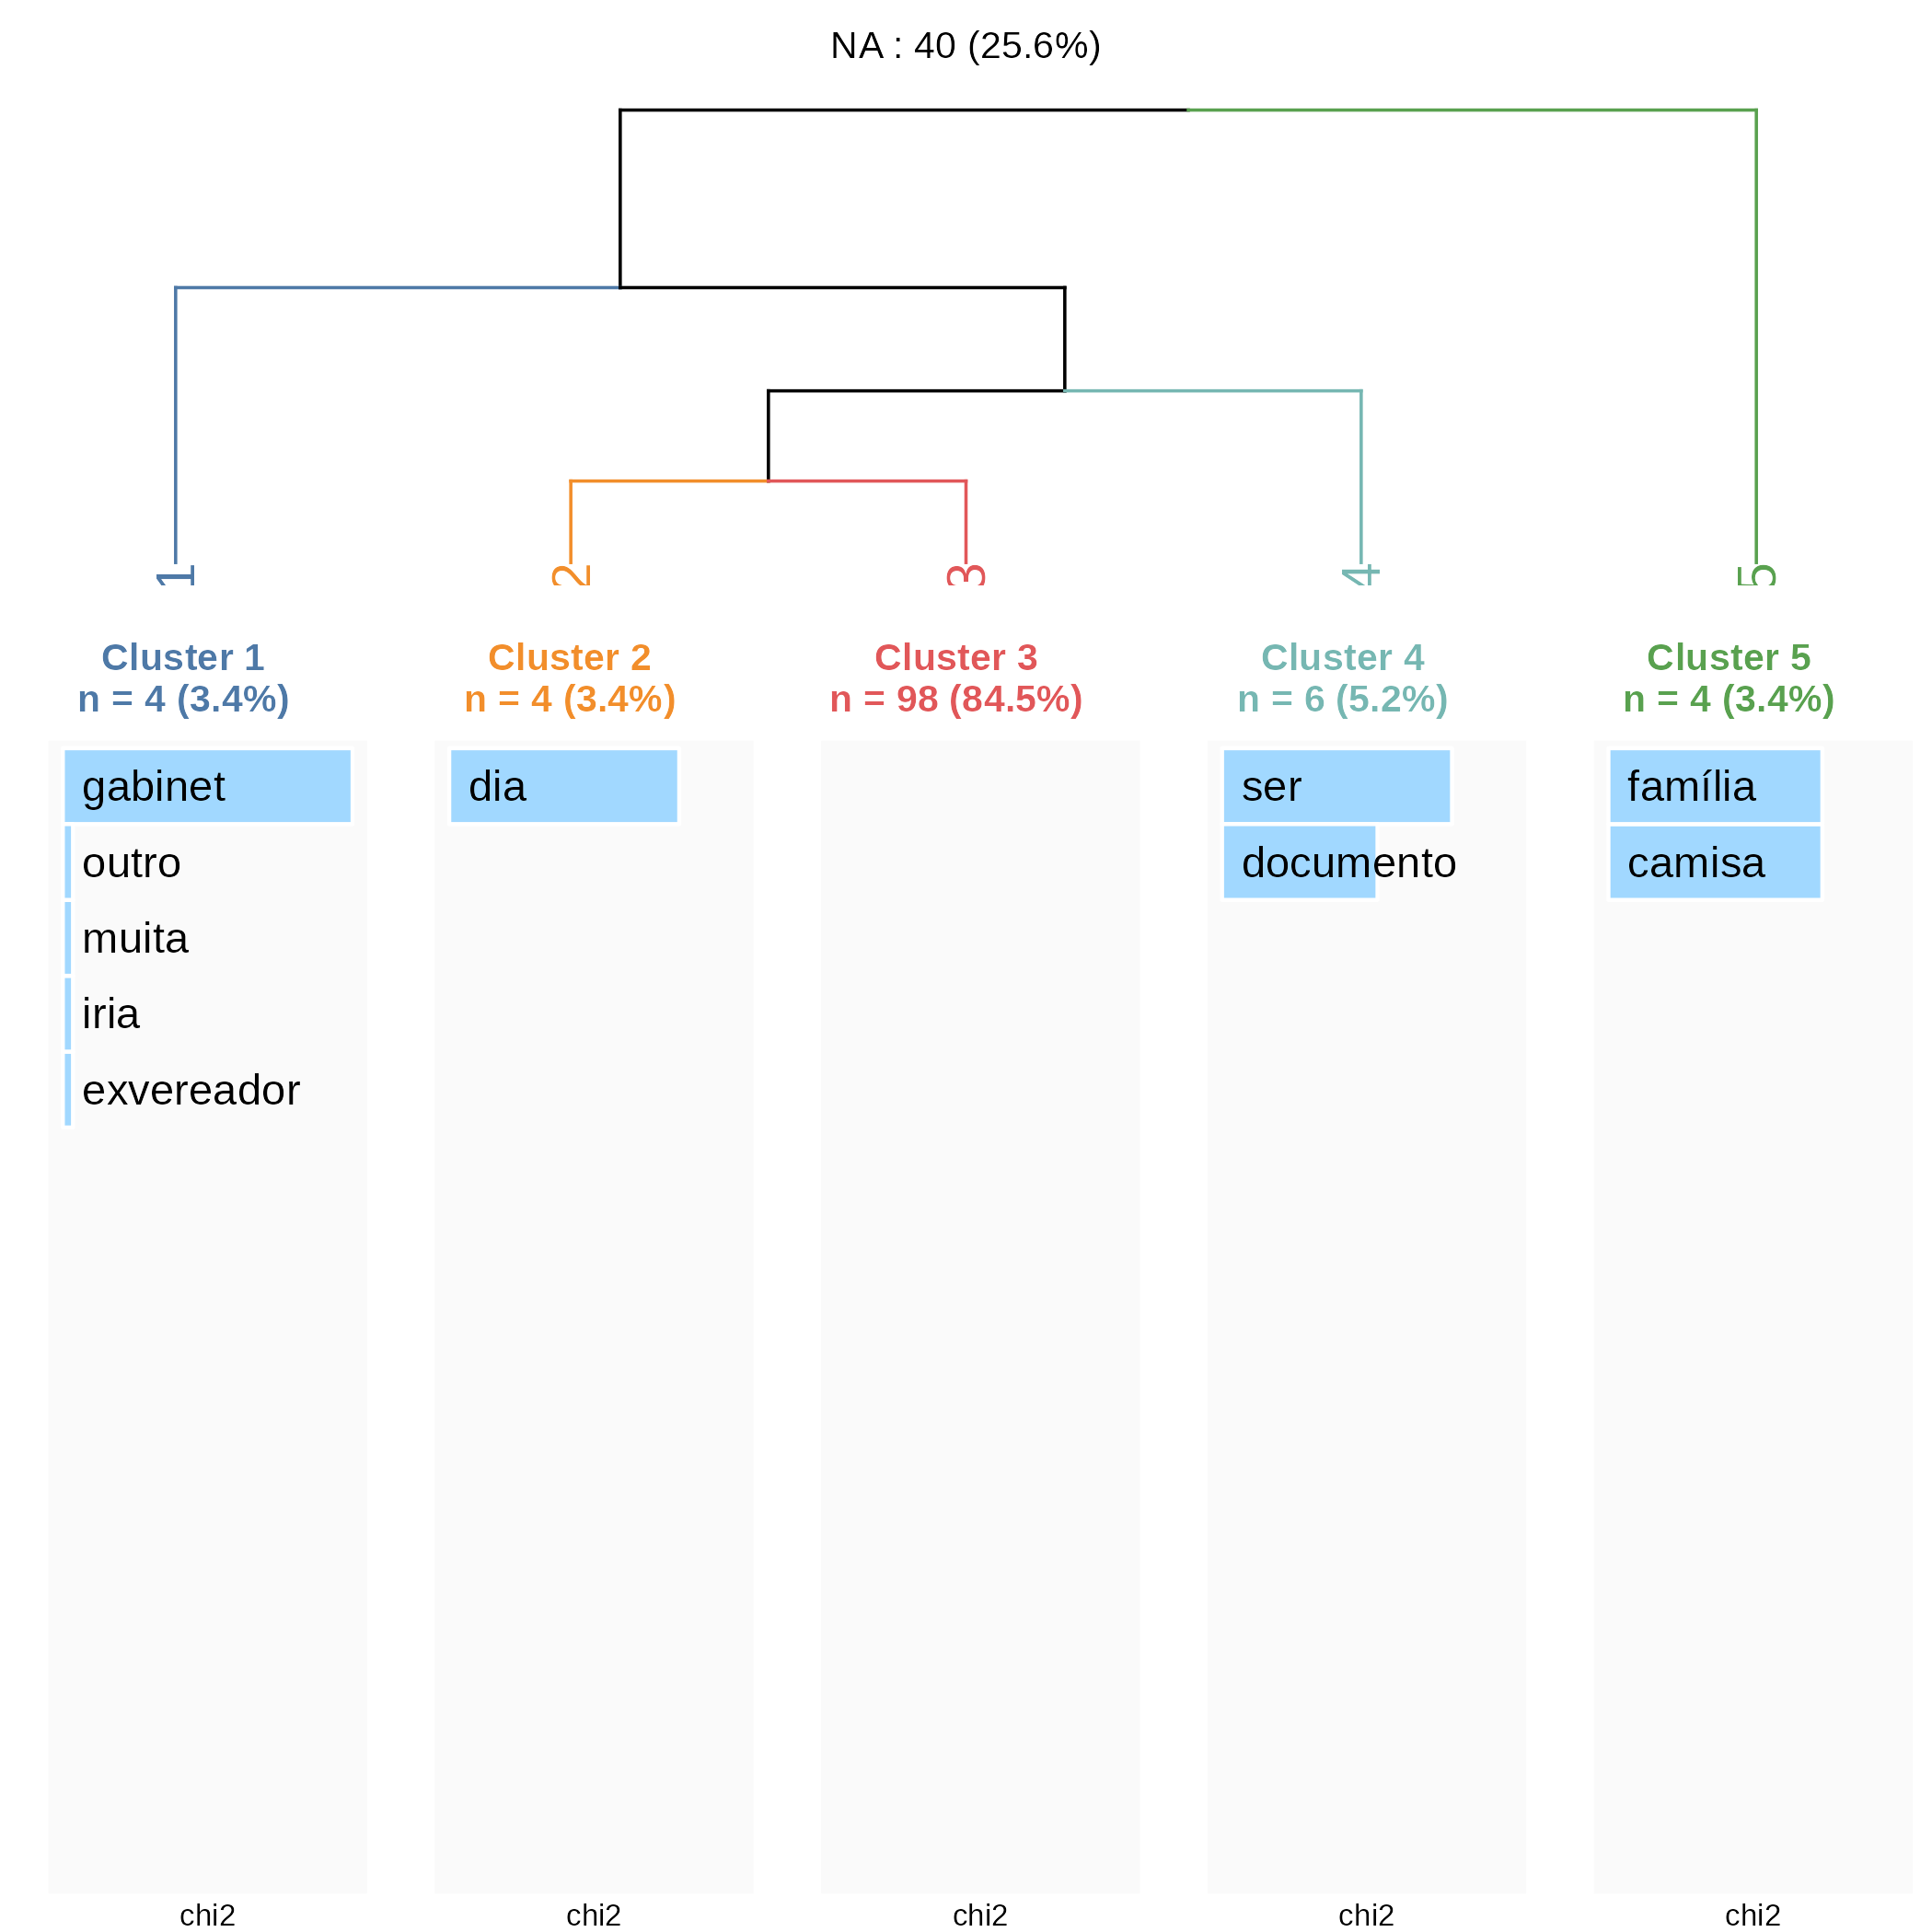 NA : 40 (25.6%)
1
2
3
4
5
Cluster 1
n = 4 (3.4%)
Cluster 2
n = 4 (3.4%)
Cluster 3
n = 98 (84.5%)
Cluster 4
n = 6 (5.2%)
Cluster 5
n = 4 (3.4%)
gabinet
outro
muita
iria
exvereador
dia
ser
documento
família
camisa
chi2
chi2
chi2
chi2
chi2